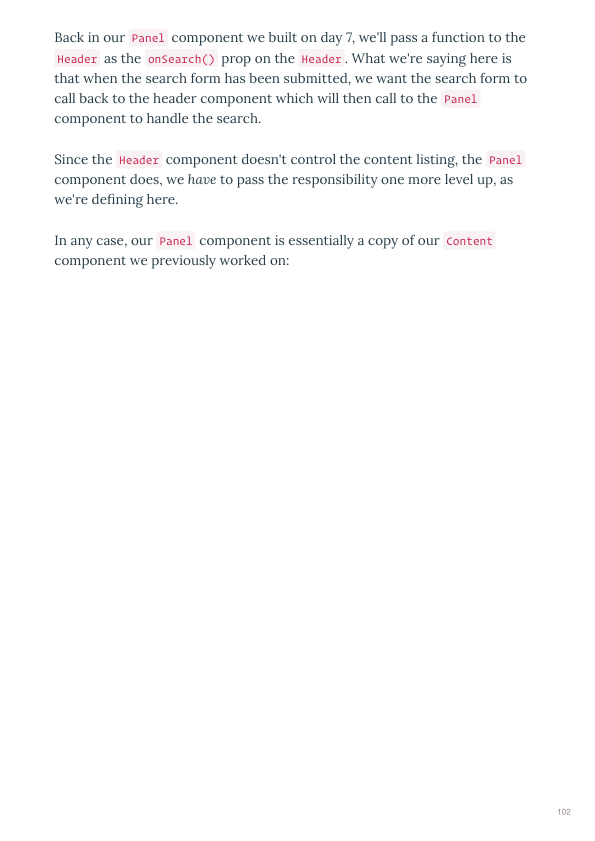 Back in our Panel component we built on day 7, we'll pass a function to the
Header as the onSearch() prop on the Header. What we're saying here is
that when the search form has been submitted, we want the search form to
call back to the header component which will then call to the Panel
component to handle the search.
Since the Header component doesn't control the content listing, the Panel
component does, we have to pass the responsibility one more level up, as
we're defining here.
In any case, our Panel component is essentially a copy of our Content
component we previously worked on:
102